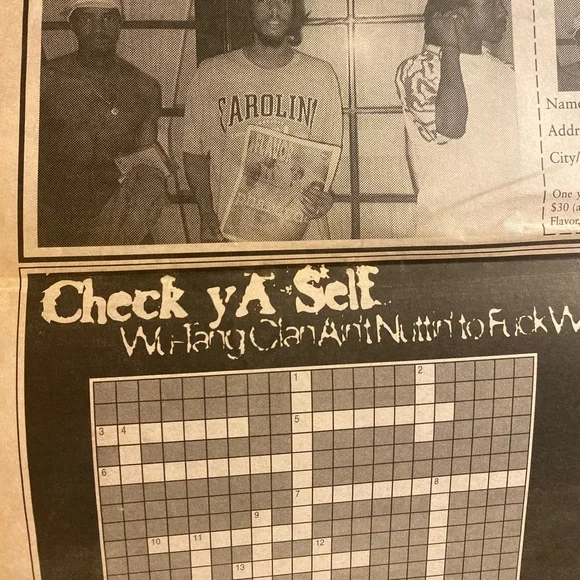 CAROLINA
FLAVOR
Name
Addr
City/
One y
$30 (a
Flavor,
Check yA Self
Wu-Tang Clan Ain't Nuttin' to Fuck W
1
2
3
4
5
6
7
8
9
10
11
12
13